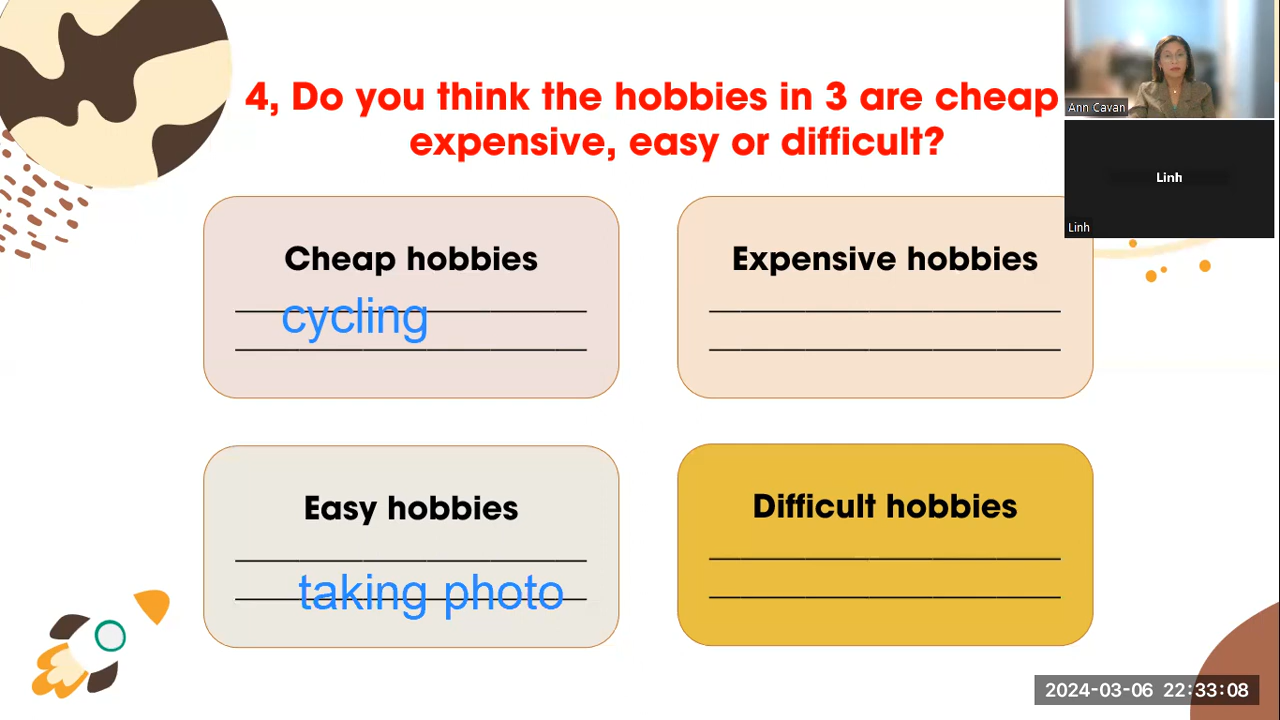 4, Do you think the hobbies in 3 are cheap
expensive, easy or difficult?
Ann Cavan
Linh
Linh
Cheap hobbies
cycling
Expensive hobbies
Easy hobbies
taking photo
Difficult hobbies
2024-03-06 22:33:08